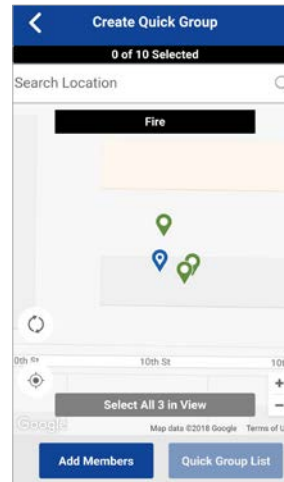 Create Quick Group
0 of 10 Selected
Search Location
Fire
0th St
10th St
10t
+
−
Select All 3 in View
Google
Map data ©2018 Google Terms of U
Add Members
Quick Group List